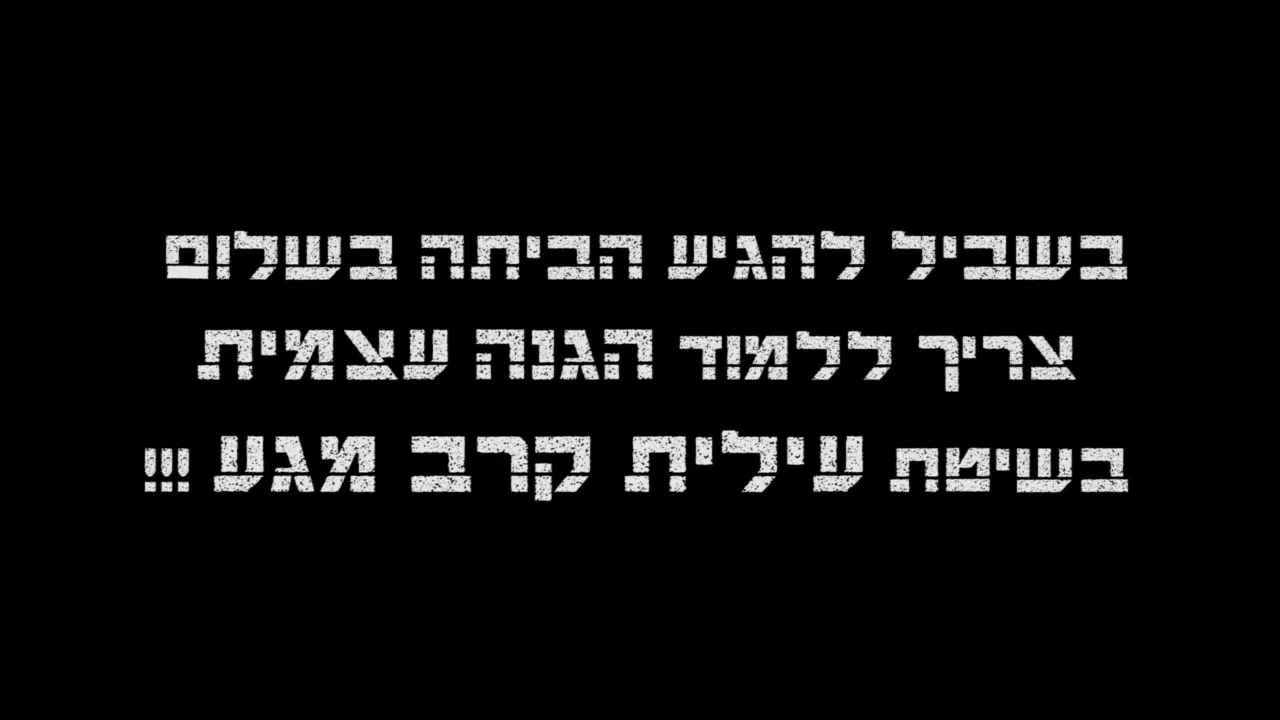 בשביל להגיע הביתה בשלום
צריך ללמוד הגנה עצמית
בשיטת עילית קרב מגע !!!